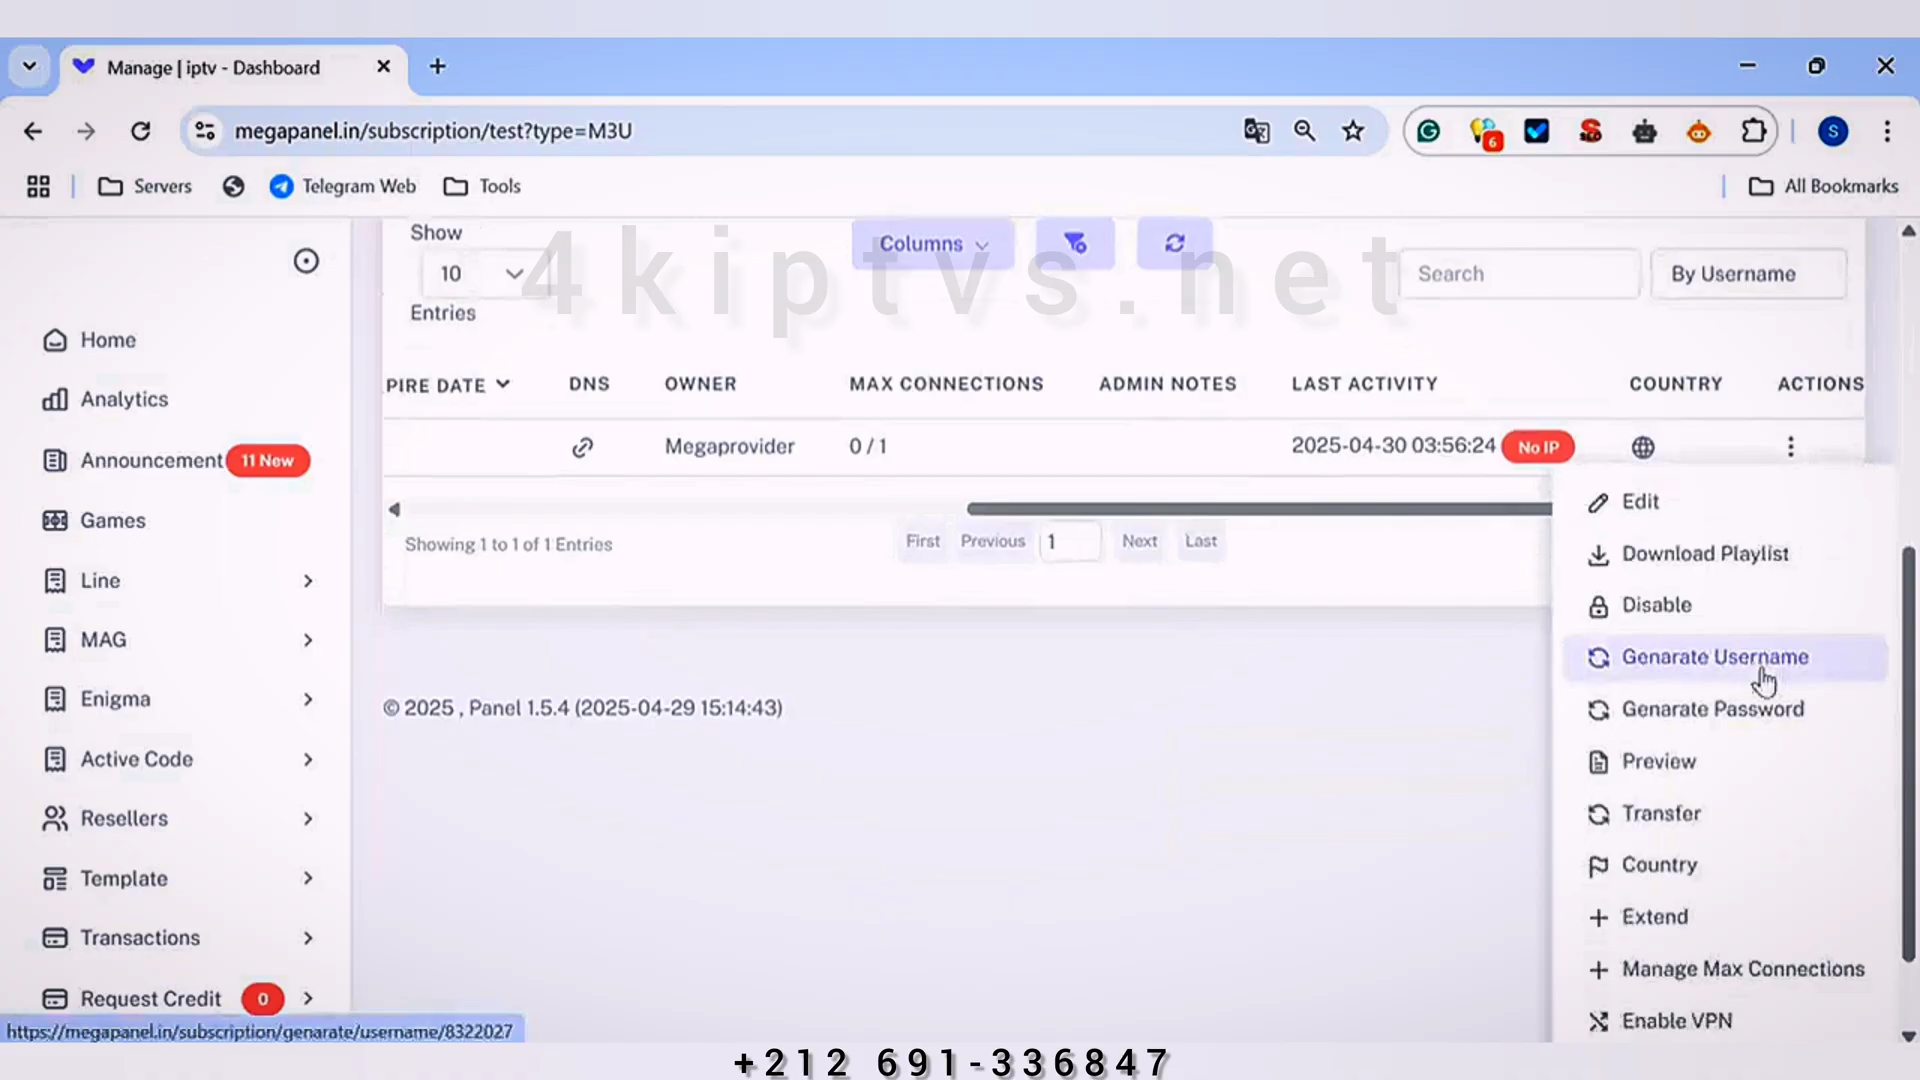 Manage | iptv - Dashboard
megapanel.in/subscription/test?type=M3U
6
S
Servers
Telegram Web
Tools
All Bookmarks
Show
10
Entries
Columns
Search
By Username
4kiptvs.net
PIRE DATE
DNS
OWNER
MAX CONNECTIONS
ADMIN NOTES
LAST ACTIVITY
COUNTRY
ACTIONS
Megaprovider
0 / 1
2025-04-30 03:56:24
No IP
Showing 1 to 1 of 1 Entries
First
Previous
1
Next
Last
© 2025 , Panel 1.5.4 (2025-04-29 15:14:43)
Home
Analytics
Announcement
11 New
Games
Line
MAG
Enigma
Active Code
Resellers
Template
Transactions
Request Credit
0
Edit
Download Playlist
Disable
Genarate Username
Genarate Password
Preview
Transfer
Country
Extend
Manage Max Connections
Enable VPN
https://megapanel.in/subscription/genarate/username/8322027
+212 691-336847